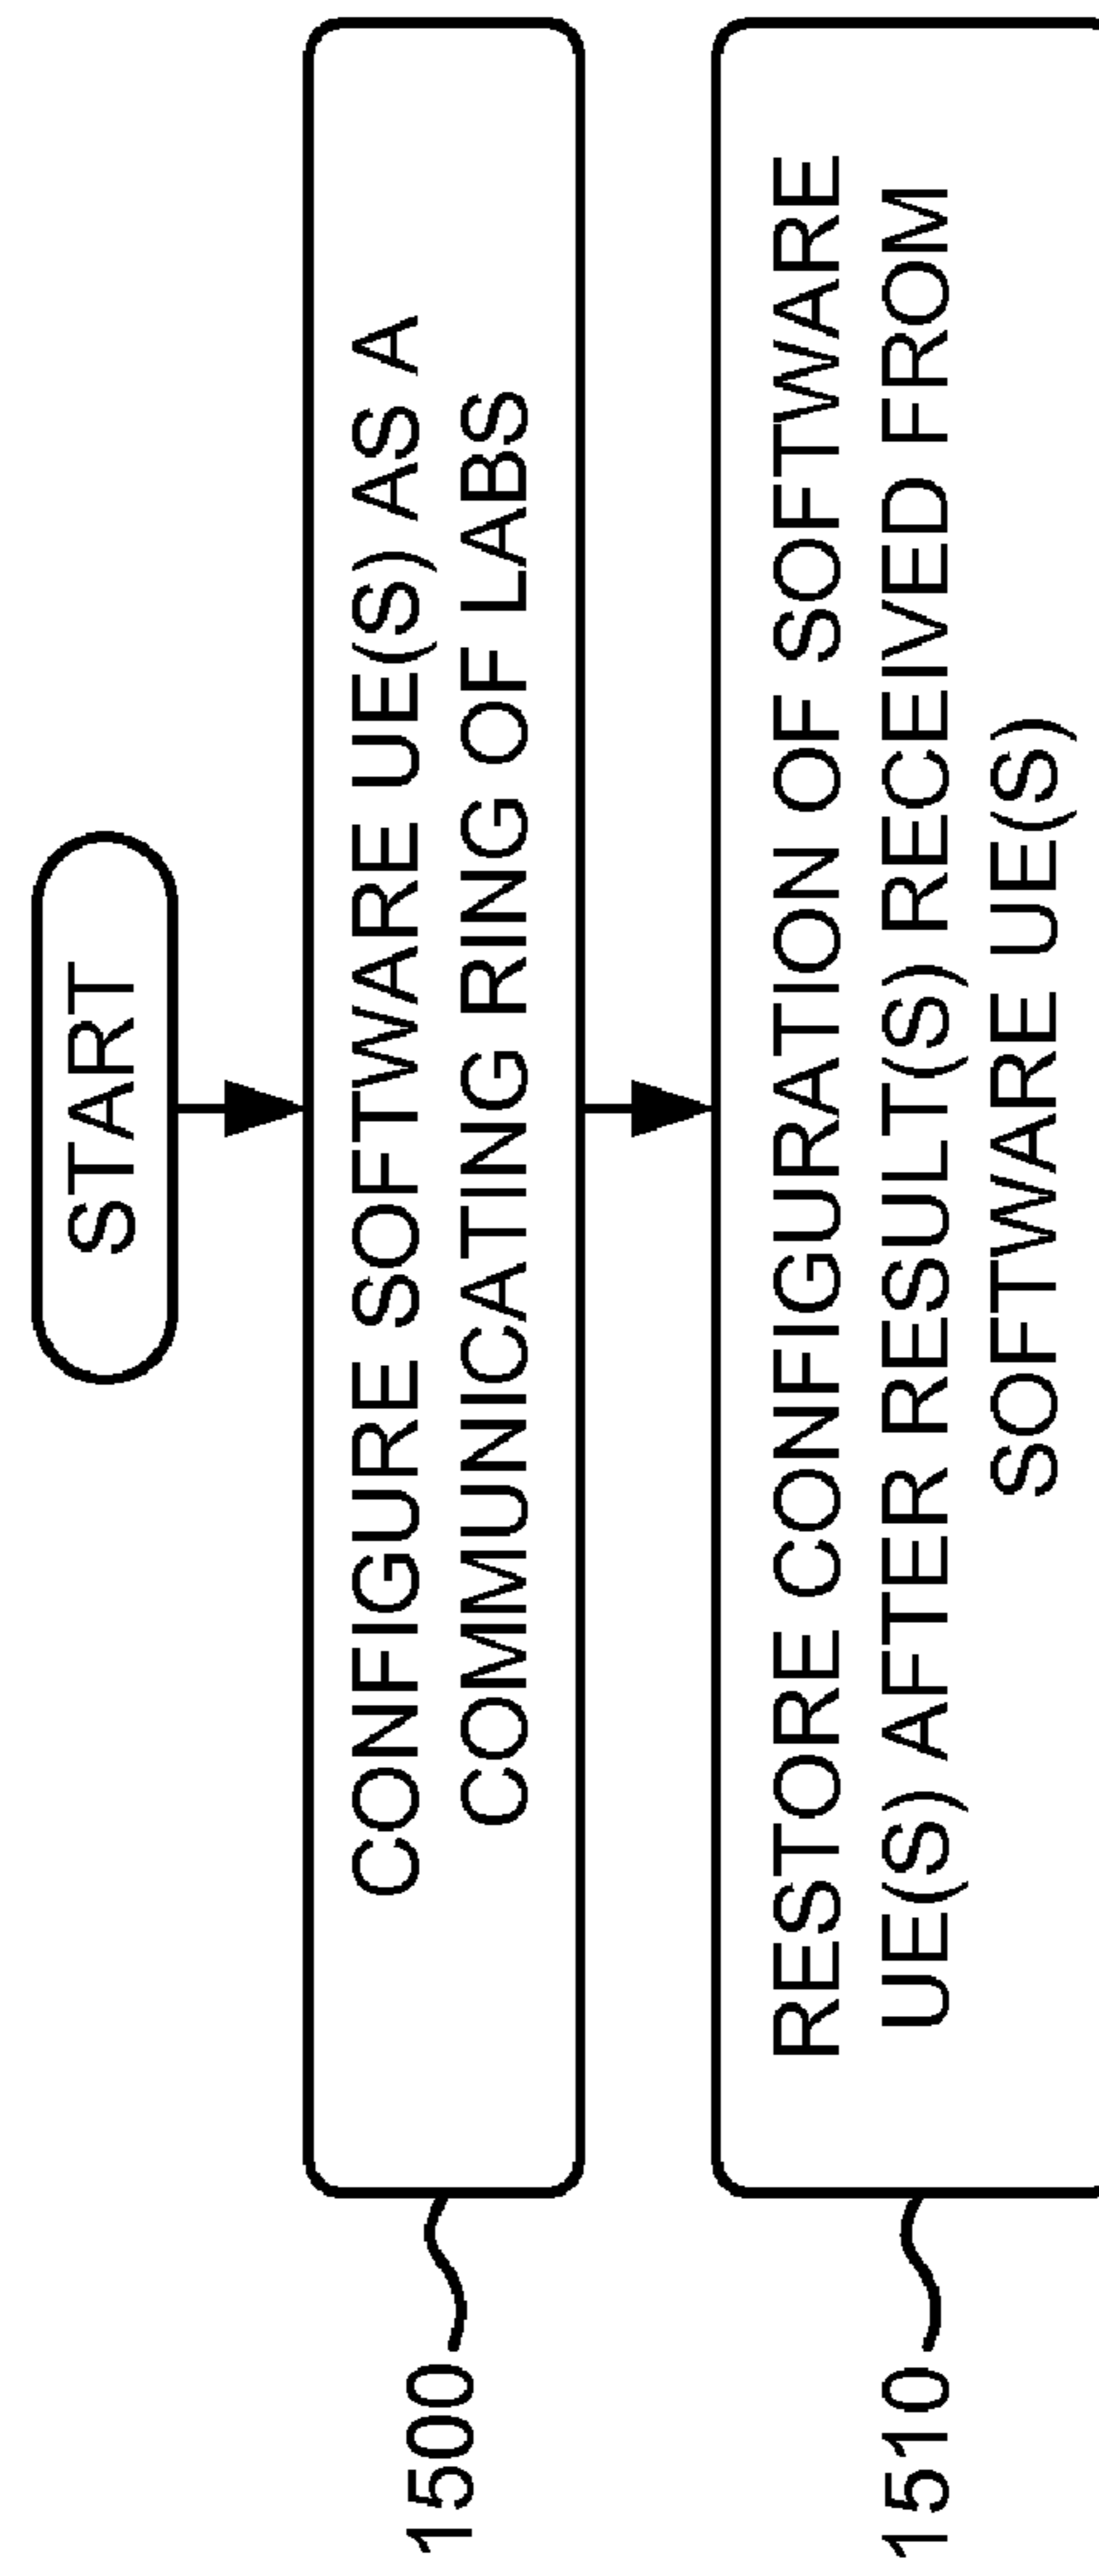 START
CONFIGURE SOFTWARE UE(S) AS A
COMMUNICATING RING OF LABS
1500
RESTORE CONFIGURATION OF SOFTWARE
UE(S) AFTER RESULT(S) RECEIVED FROM
SOFTWARE UE(S)
1510